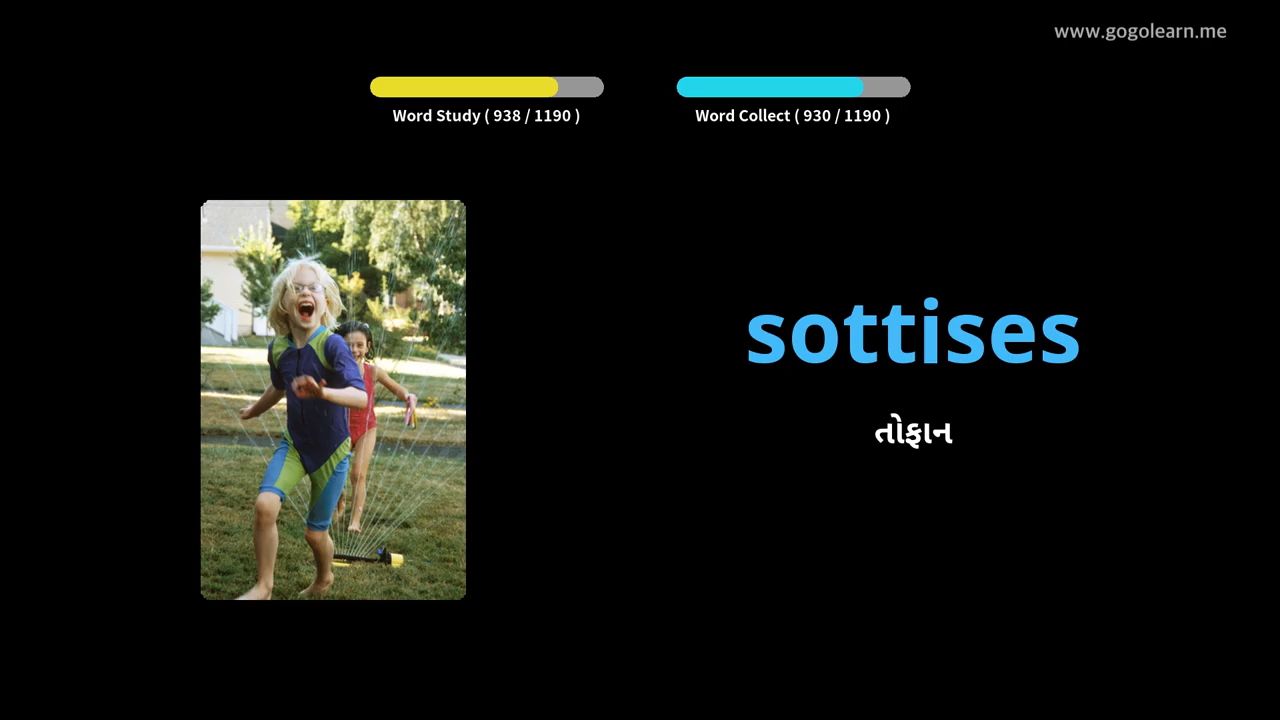 www.gogolearn.me
Word Study ( 938 / 1190 )
Word Collect ( 930 / 1190 )
sottises
તોફાન